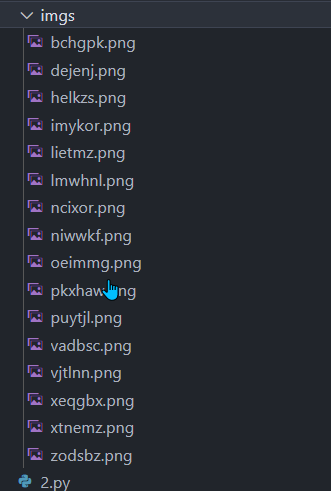 imgs
bchgpk.png
dejenj.png
helkzs.png
imykor.png
lietmz.png
lmwhnl.png
ncixor.png
niwwkf.png
oeimmg.png
puytjl.png
vadbsc.png
vjtlnn.png
xeqgbx.png
xtnemz.png
zodsbz.png
2.py